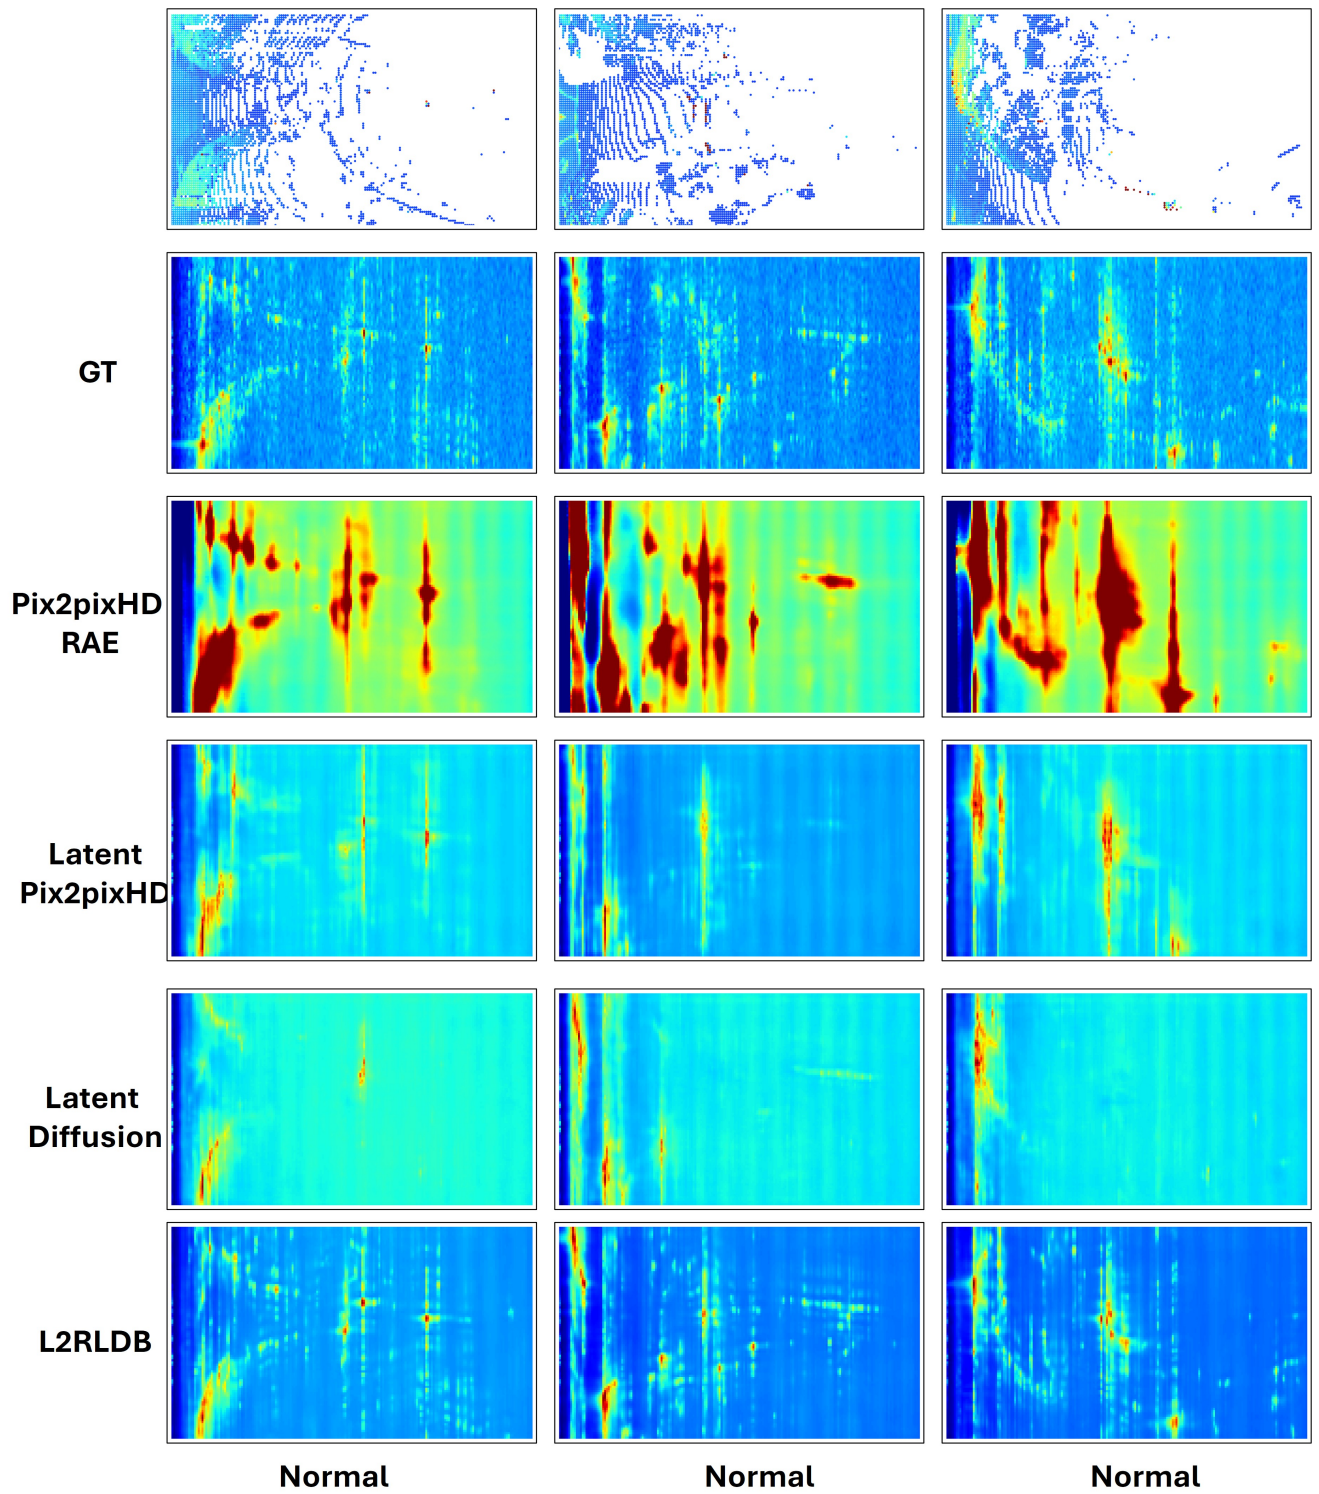 GT
Pix2pixHD
RAE
Latent
Pix2pixHD
Latent
Diffusion
L2RLDB
Normal
Normal
Normal